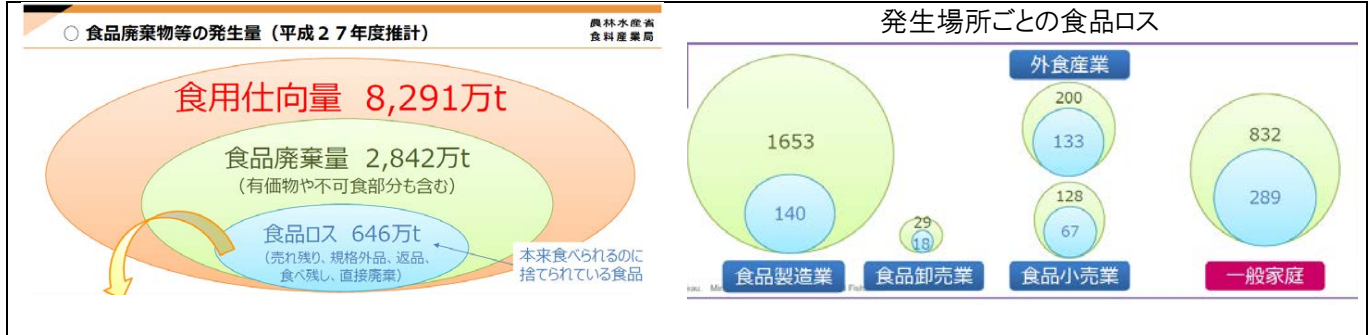 ○ 食品廃棄物等の発生量（平成２７年度推計）
農林水産省
食料産業局
食用仕向量 8,291万t
食品廃棄量 2,842万t
(有価物や不可食部分も含む)
食品ロス 646万t
(売れ残り、規格外品、返品、
食べ残し、直接廃棄)
本来食べられるのに
捨てられている食品
発生場所ごとの食品ロス
外食産業
200
133
1653
140
29
18
128
67
832
289
食品製造業
食品卸売業
食品小売業
一般家庭